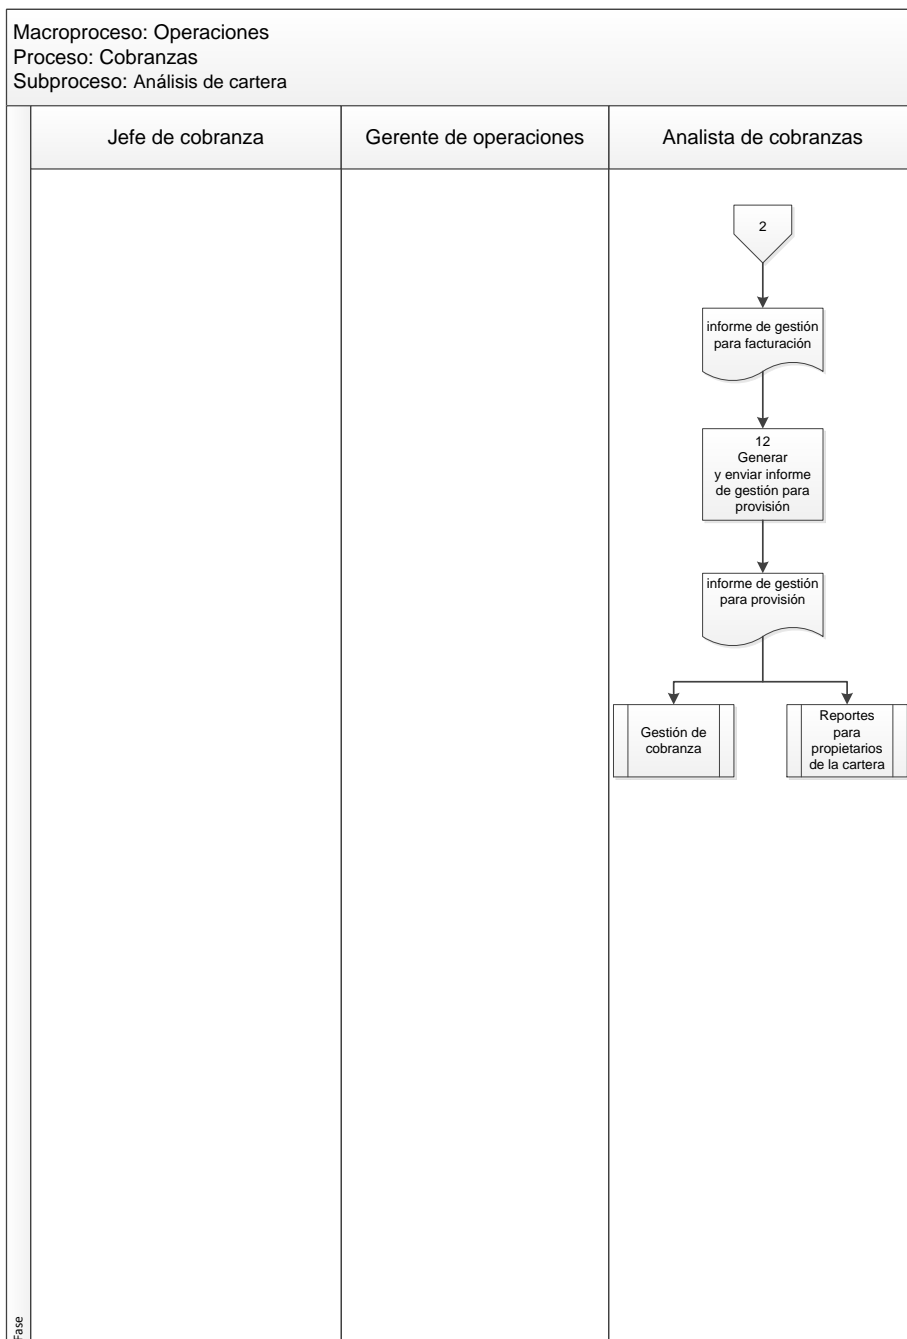 Macroproceso: Operaciones
Proceso: Cobranzas
Subproceso: Análisis de cartera
Jefe de cobranza
Gerente de operaciones
Analista de cobranzas
2
informe de gestión
para facturación
12
Generar
y enviar informe
de gestión para
provisión
informe de gestión
para provisión
Gestión de
cobranza
Reportes
para
propietarios
de la cartera
Fase